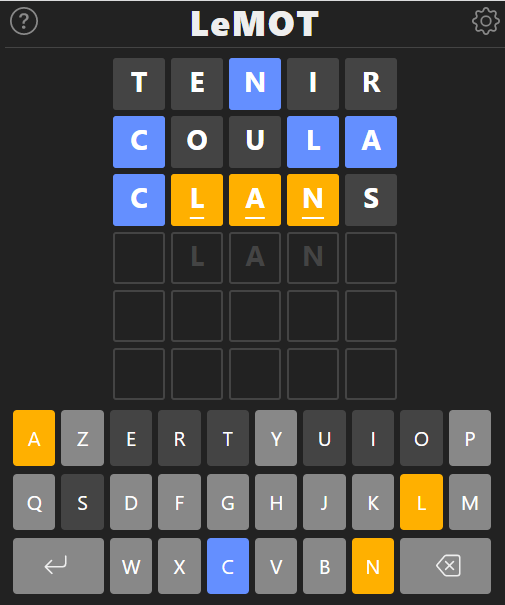 ?
LeMOT
T E N I R
C O U L A
C L A N S
L A N
A Z E R T Y U I O P
Q S D F G H J K L M
W X C V B N